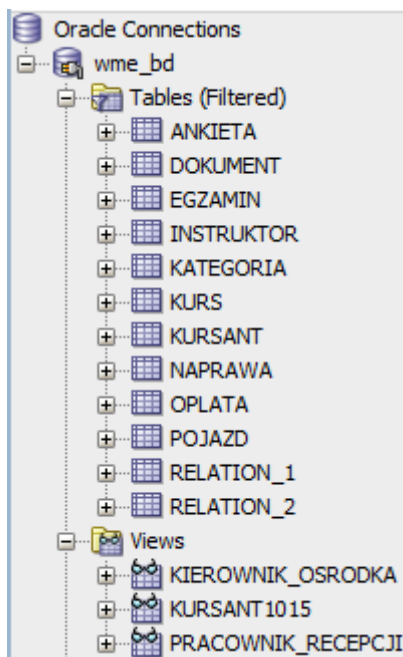 Oracle Connections
wme_bd
Tables (Filtered)
ANKIETA
DOKUMENT
EGZAMIN
INSTRUKTOR
KATEGORIA
KURS
KURSANT
NAPRAWA
OPLATA
POJAZD
RELATION_1
RELATION_2
Views
KIEROWNIK_OSRODKA
KURSANT1015
PRACOWNIK_RECEPCJI